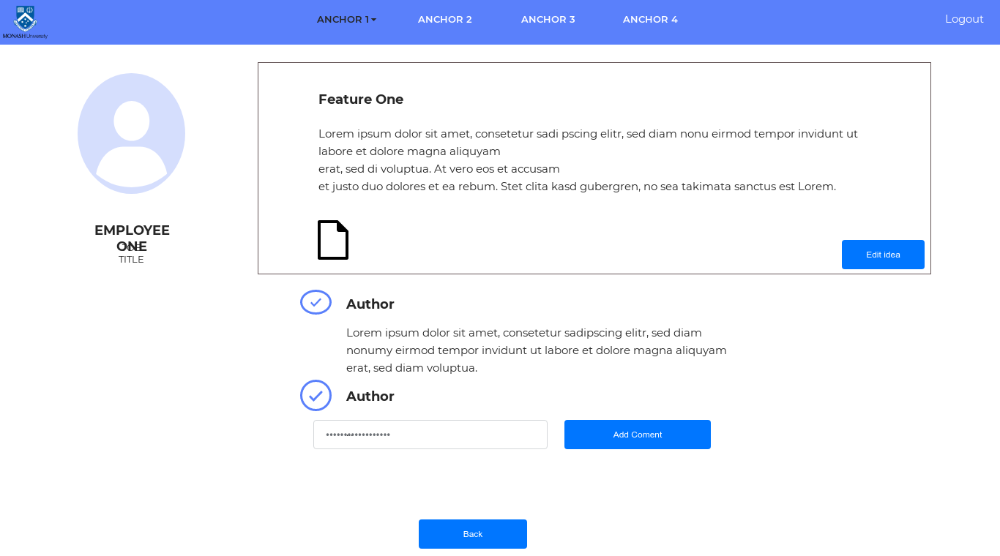 MONASH University
ANCHOR 1
ANCHOR 2
ANCHOR 3
ANCHOR 4
Logout
EMPLOYEE
ONE
JOB
TITLE
Feature One
Lorem ipsum dolor sit amet, consetetur sadi pscing elitr, sed diam nonu eirmod tempor invidunt ut
labore et dolore magna aliquyam
erat, sed di voluptua. At vero eos et accusam
et justo duo dolores et ea rebum. Stet clita kasd gubergren, no sea takimata sanctus est Lorem.
Edit idea
Author
Lorem ipsum dolor sit amet, consetetur sadipscing elitr, sed diam
nonumy eirmod tempor invidunt ut labore et dolore magna aliquyam
erat, sed diam voluptua.
Author
Add Coment
Back